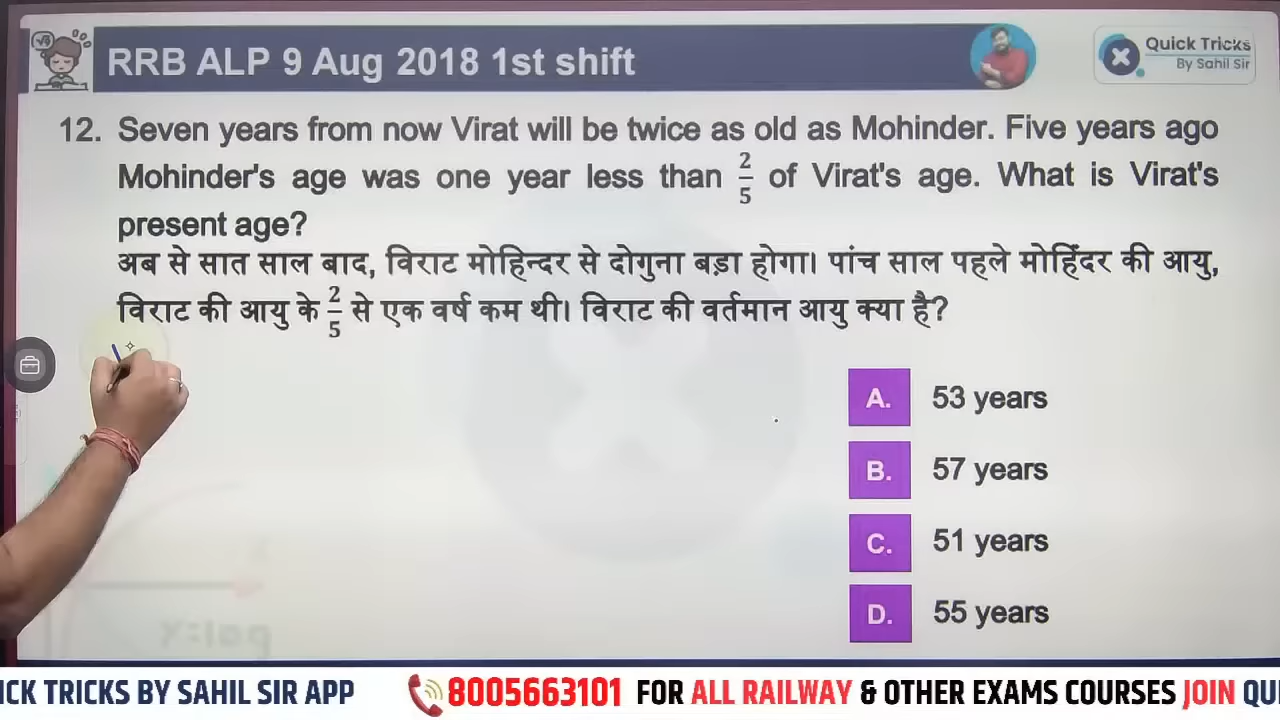 RRB ALP 9 Aug 2018 1st shift
Quick Tricks
By Sahil Sir
√8
12. Seven years from now Virat will be twice as old as Mohinder. Five years ago
Mohinder's age was one year less than 2/5 of Virat's age. What is Virat's
present age?
अब से सात साल बाद, विराट मोहिन्दर से दोगुना बड़ा होगा। पांच साल पहले मोहिंदर की आयु,
विराट की आयु के 2/5 से एक वर्ष कम थी। विराट की वर्तमान आयु क्या है?
A. 53 years
B. 57 years
C. 51 years
D. 55 years
ICK TRICKS BY SAHIL SIR APP 8005663101 FOR ALL RAILWAY & OTHER EXAMS COURSES JOIN QUI